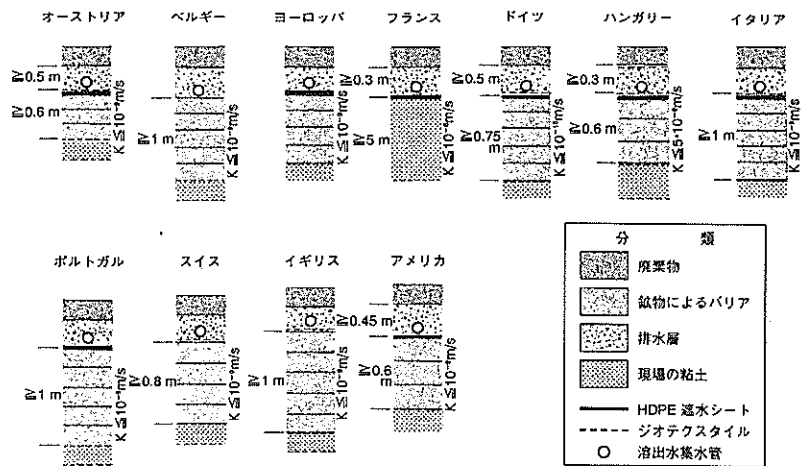 オーストリア
ベルギー
ヨーロッパ
フランス
ドイツ
ハンガリー
イタリア
≧0.5 m
≧0.6 m
≧1 m
≧0.3 m
≧5 m
≧0.5 m
≧0.75 m
≧0.3 m
≧0.6 m
≧1 m
K≦5*10⁻⁹m/s
ポルトガル
スイス
イギリス
アメリカ
≧1 m
≧0.8 m
≧1 m
≧0.45 m
≧0.6 m
分 類
廃棄物
鉱物によるバリア
排水層
現場の粘土
HDPE 遮水シート
ジオテクスタイル
溶出水集水管